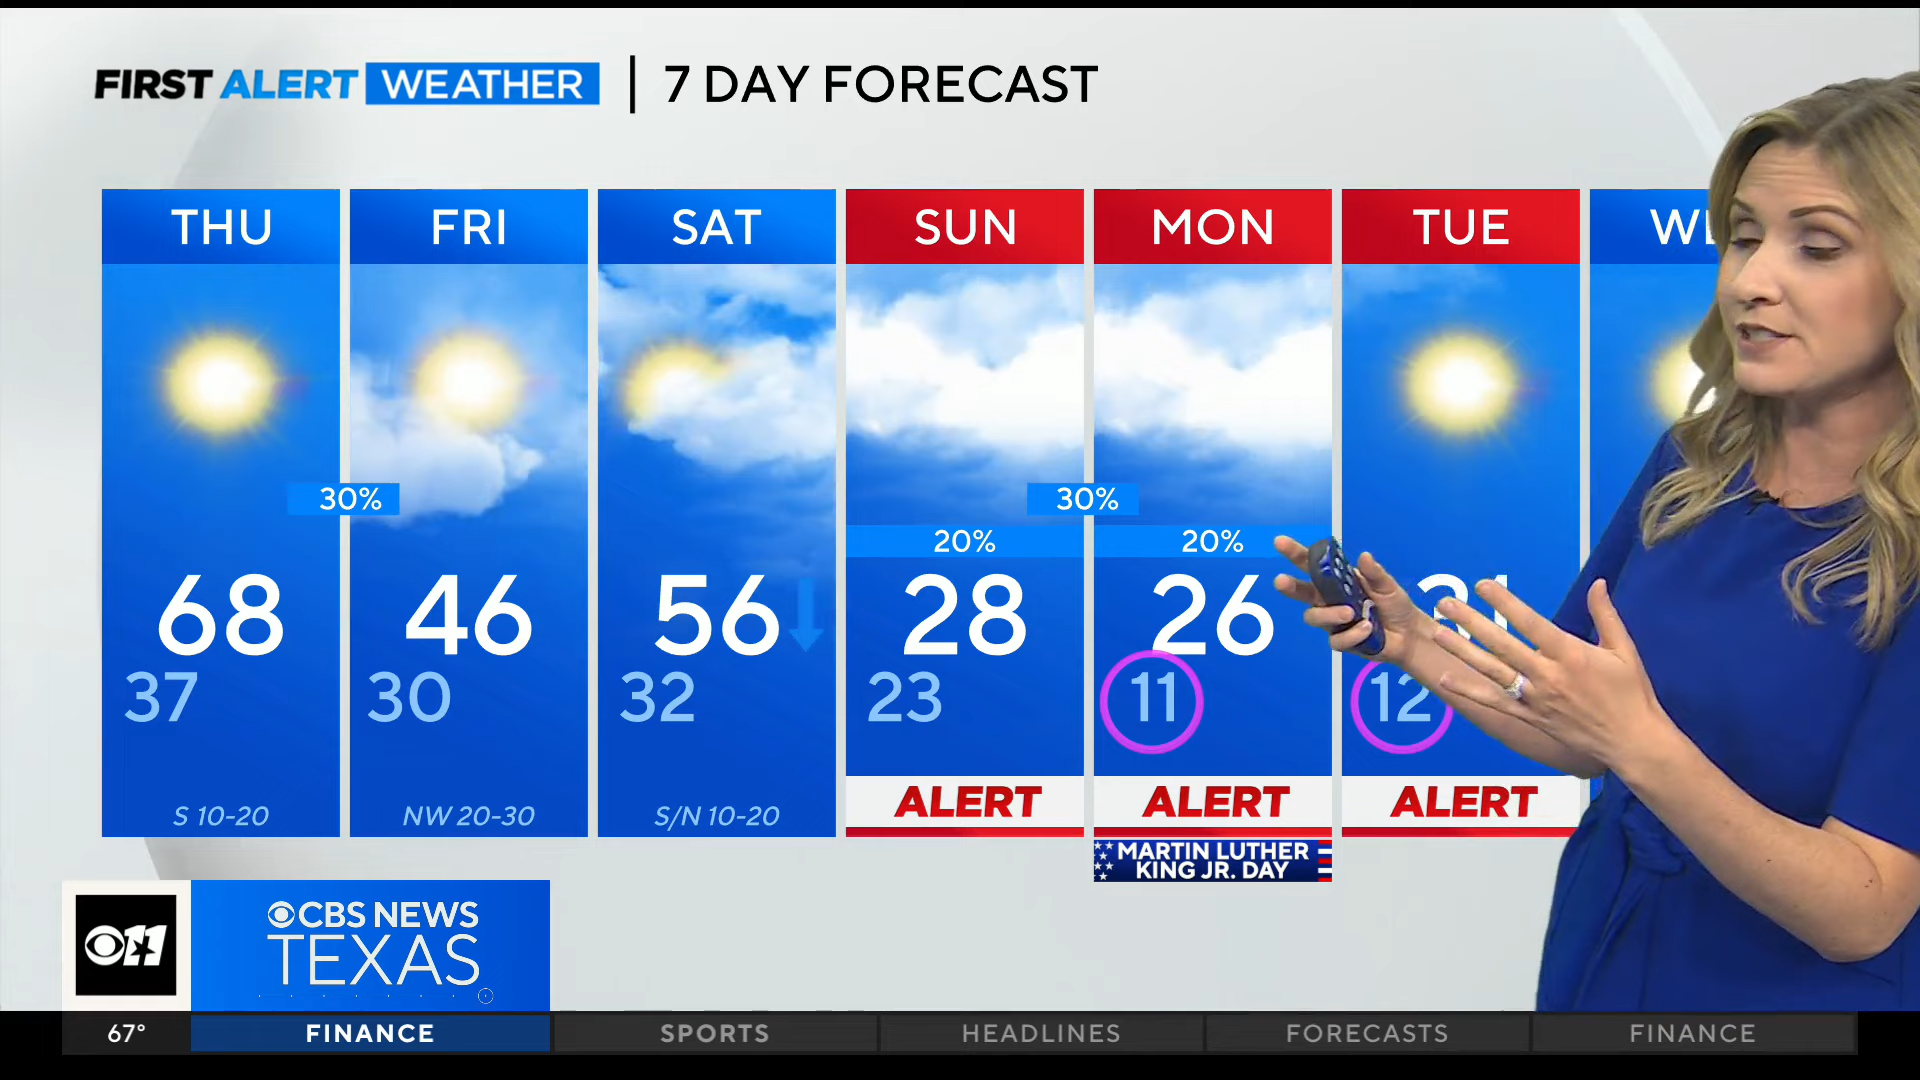 FIRST ALERT WEATHER | 7 DAY FORECAST
THU
FRI
SAT
SUN
MON
TUE
30%
30%
20%
20%
68
46
56
28
26
37
30
32
23
11
12
S 10-20
NW 20-30
S/N 10-20
ALERT
ALERT
ALERT
MARTIN LUTHER
KING JR. DAY
11
CBS NEWS
TEXAS
67°
FINANCE
SPORTS
HEADLINES
FORECASTS
FINANCE